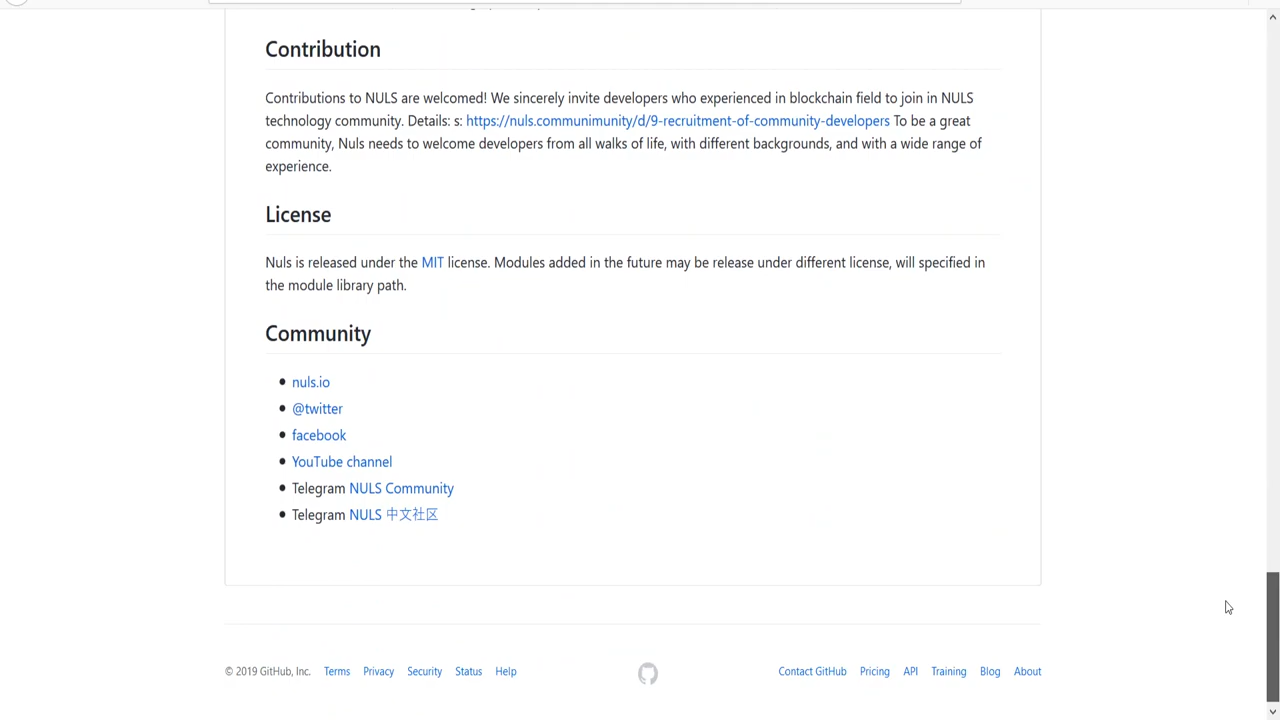 Contribution
Contributions to NULS are welcomed! We sincerely invite developers who experienced in blockchain field to join in NULS
technology community. Details: s: https://nuls.communimunity/d/9-recruitment-of-community-developers To be a great
community, Nuls needs to welcome developers from all walks of life, with different backgrounds, and with a wide range of
experience.
License
Nuls is released under the MIT license. Modules added in the future may be release under different license, will specified in
the module library path.
Community
nuls.io
@twitter
facebook
YouTube channel
Telegram NULS Community
Telegram NULS 中文社区
© 2019 GitHub, Inc. Terms Privacy Security Status Help Contact GitHub Pricing API Training Blog About